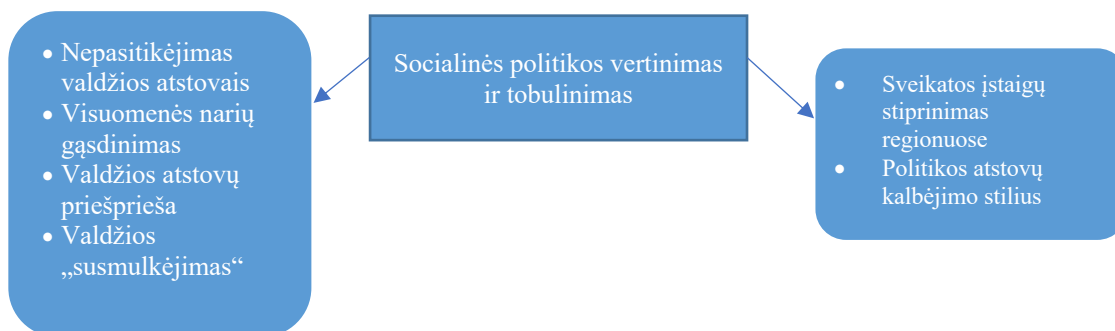 Socialinės politikos vertinimas
ir tobulinimas
• Nepasitikėjimas
valdžios atstovais
• Visuomenės narių
gąsdinimas
• Valdžios atstovų
priešprieša
• Valdžios
„susmulkėjimas“
• Sveikatos įstaigų
stiprinimas
regionuose
• Politikos atstovų
kalbėjimo stilius